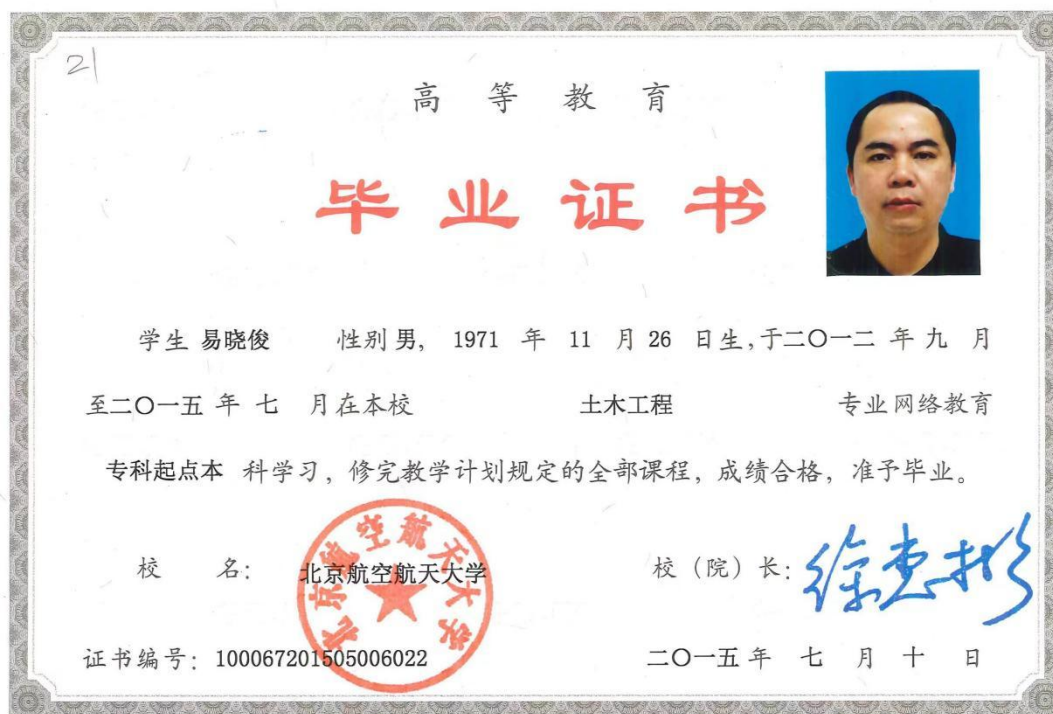 21
高 等 教 育
毕 业 证 书
学生 易晓俊 性别 男, 1971 年 11 月 26 日生,于二〇一二 年 九 月
至二〇一五 年 七 月在本校 土木工程 专业网络教育
专科起点本 科学习，修完教学计划规定的全部课程，成绩合格，准予毕业。
校 名： 北京航空航天大学
北京航空航天大学
校（院）长：徐惠彬
证书编号：100067201505006022
二〇一五 年 七 月 十 日